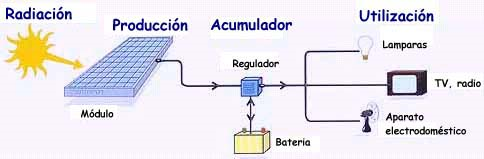 Radiación
Producción
Acumulador
Utilización
Regulador
Lamparas
TV, radio
Módulo
Bateria
Aparato
electrodoméstico